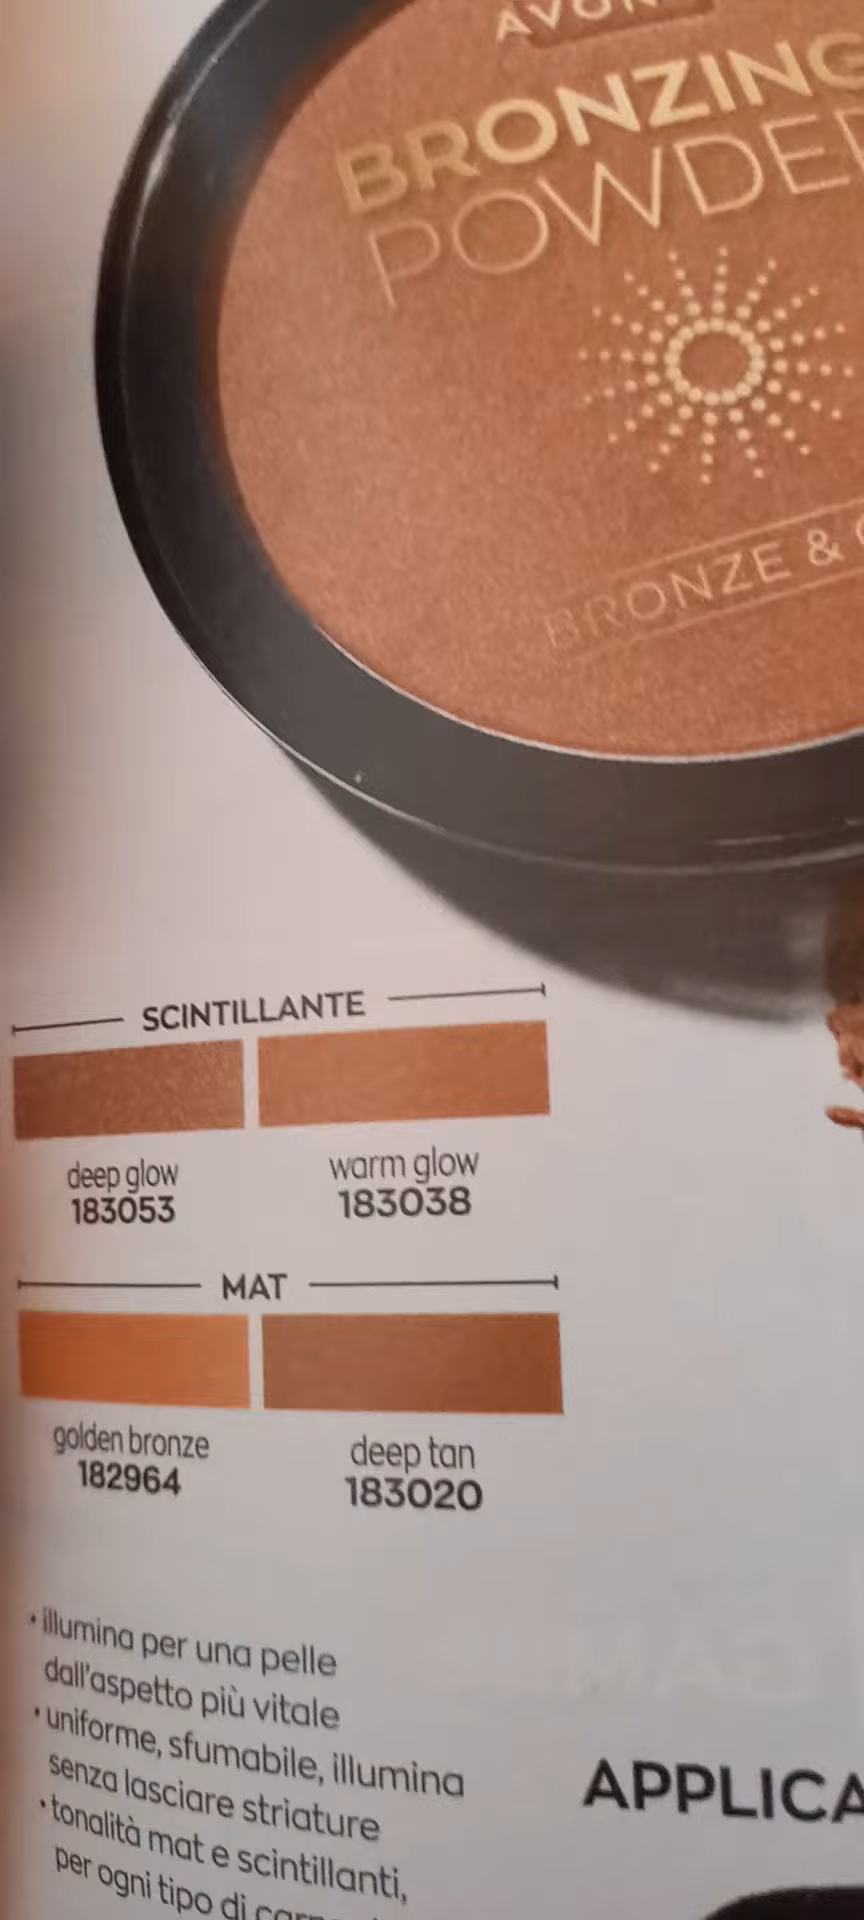 AVON
BRONZING
POWDER
BRONZE &
SCINTILLANTE
deep glow warm glow
183053 183038
MAT
golden bronze deep tan
182964 183020
• illumina per una pelle
dall'aspetto più vitale
• uniforme, sfumabile, illumina
senza lasciare striature
• tonalità mat e scintillanti,
per ogni tipo di
APPLICA